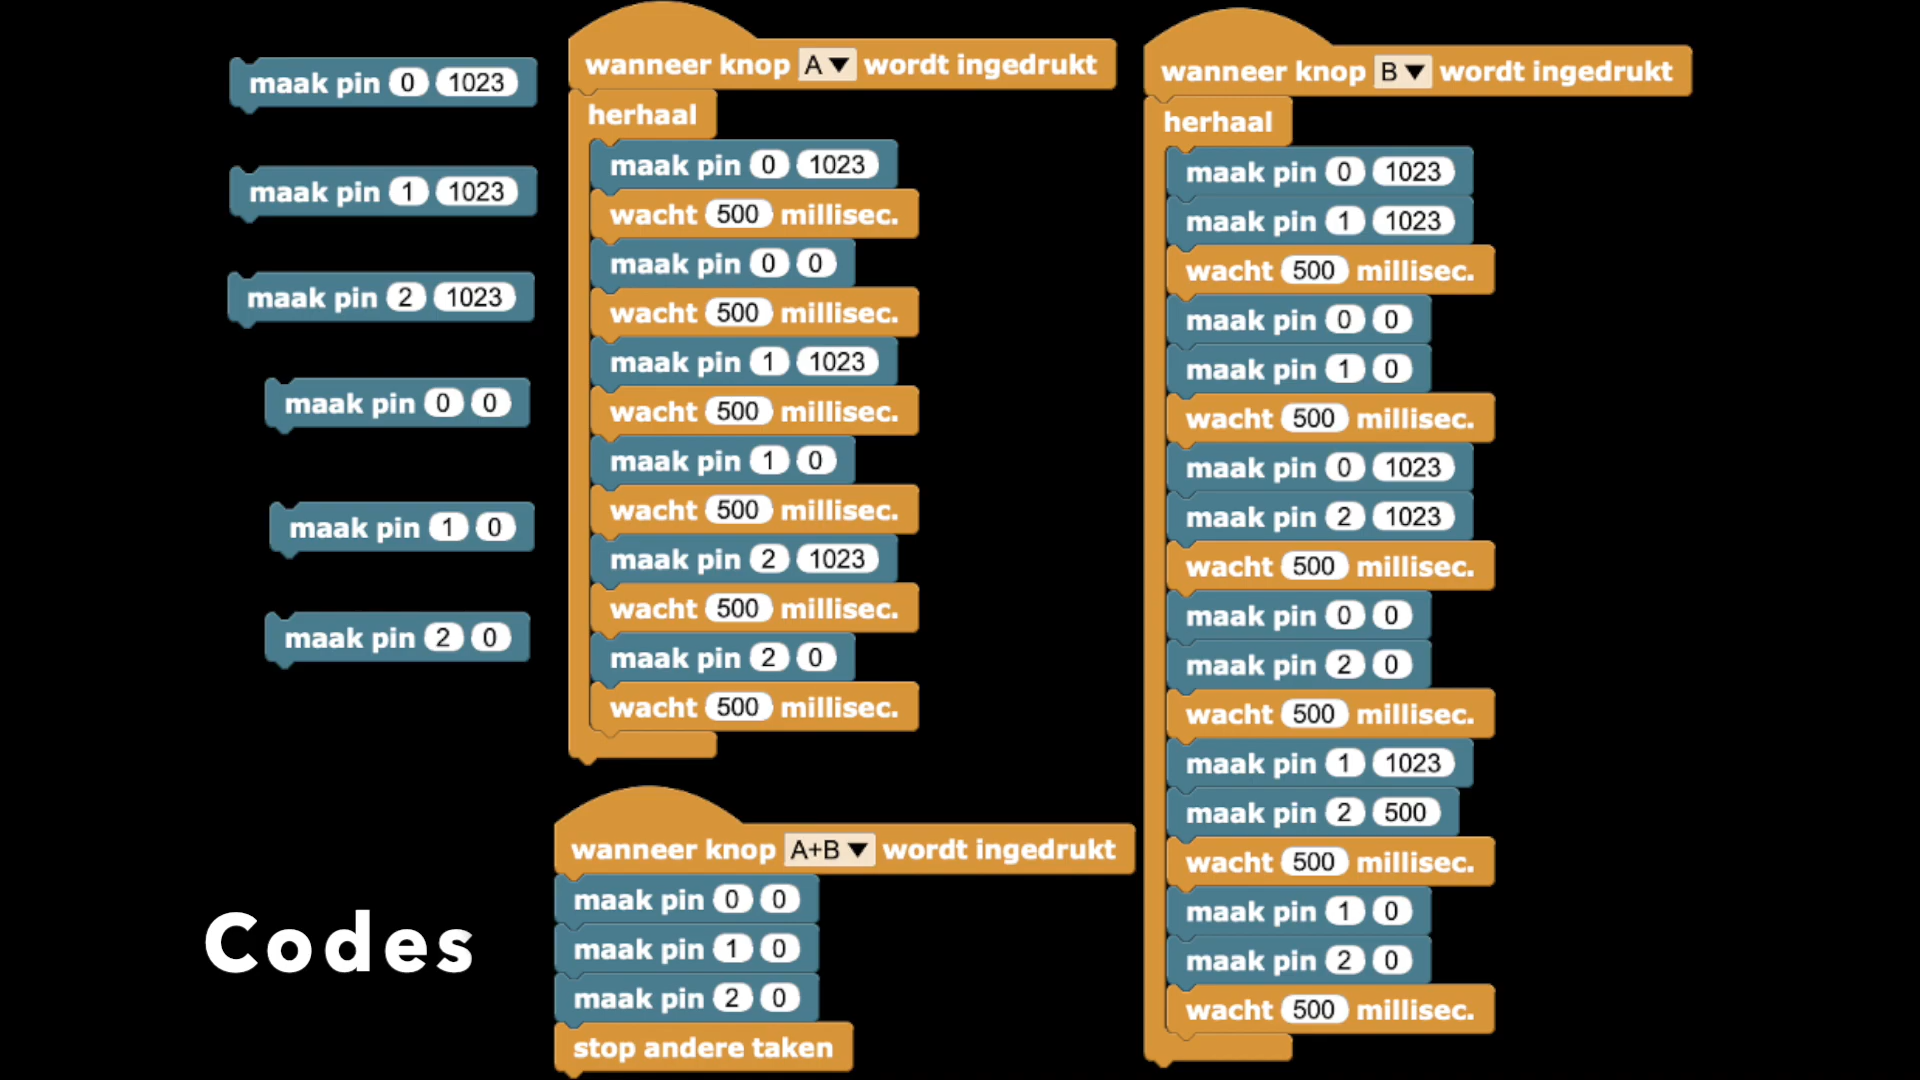 maak pin 0 1023
maak pin 1 1023
maak pin 2 1023
maak pin 0 0
maak pin 1 0
maak pin 2 0
Codes
wanneer knop A▼ wordt ingedrukt
herhaal
maak pin 0 1023
wacht 500 millisec.
maak pin 0 0
wacht 500 millisec.
maak pin 1 1023
wacht 500 millisec.
maak pin 1 0
wacht 500 millisec.
maak pin 2 1023
wacht 500 millisec.
maak pin 2 0
wacht 500 millisec.
wanneer knop A+B▼ wordt ingedrukt
maak pin 0 0
maak pin 1 0
maak pin 2 0
stop andere taken
wanneer knop B▼ wordt ingedrukt
herhaal
maak pin 0 1023
maak pin 1 1023
wacht 500 millisec.
maak pin 0 0
maak pin 1 0
wacht 500 millisec.
maak pin 0 1023
maak pin 2 1023
wacht 500 millisec.
maak pin 0 0
maak pin 2 0
wacht 500 millisec.
maak pin 1 1023
maak pin 2 500
wacht 500 millisec.
maak pin 1 0
maak pin 2 0
wacht 500 millisec.